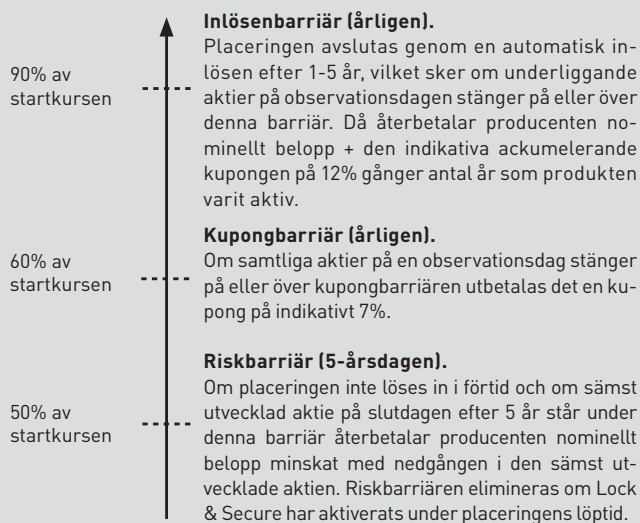 Inlösenbarriär (årligen).
Placeringen avslutas genom en automatisk in-
90% av
startkursen
lösen efter 1-5 år, vilket sker om underliggande
aktier på observationsdagen stänger på eller över
denna barriär. Då återbetalar producenten no-
minellt belopp + den indikativa ackumelerande
kupongen på 12% gånger antal år som produkten
varit aktiv.
Kupongbarriär (årligen).
60% av
startkursen
Om samtliga aktier på en observationsdag stänger
på eller över kupongbarriären utbetalas det en ku-
pong på indikativt 7%.
Riskbarriär (5-årsdagen).
Om placeringen inte löses in i förtid och om sämst
50% av
startkursen
utvecklad aktie på slutdagen efter 5 år står under
denna barriär återbetalar producenten nominellt
belopp minskat med nedgången i den sämst ut-
vecklade aktien. Riskbarriären elimineras om Lock
& Secure har aktiverats under placeringens löptid.